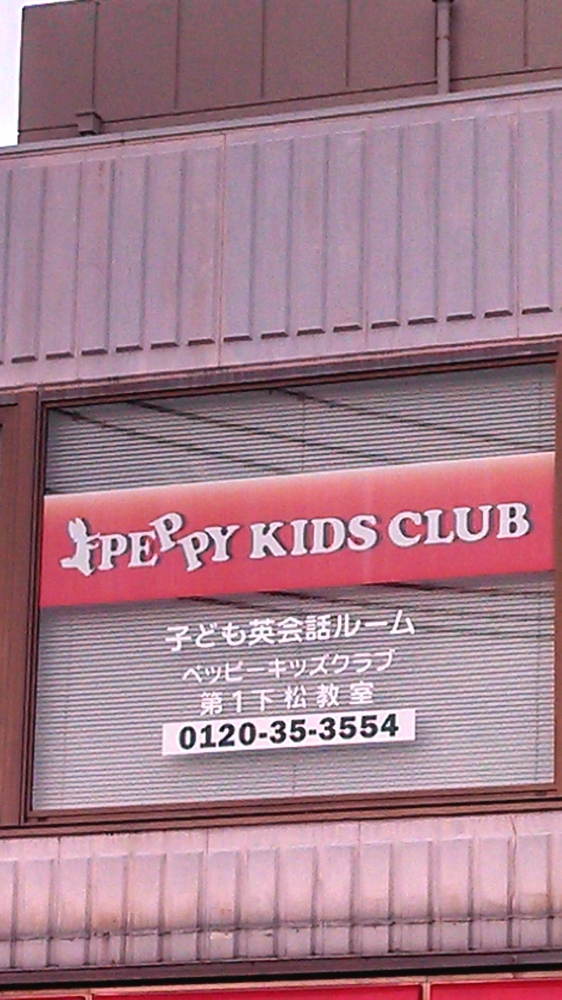 PEPPY KIDS CLUB
子ども英会話ルーム
ペッピーキッズクラブ
第1下松教室
0120-35-3554